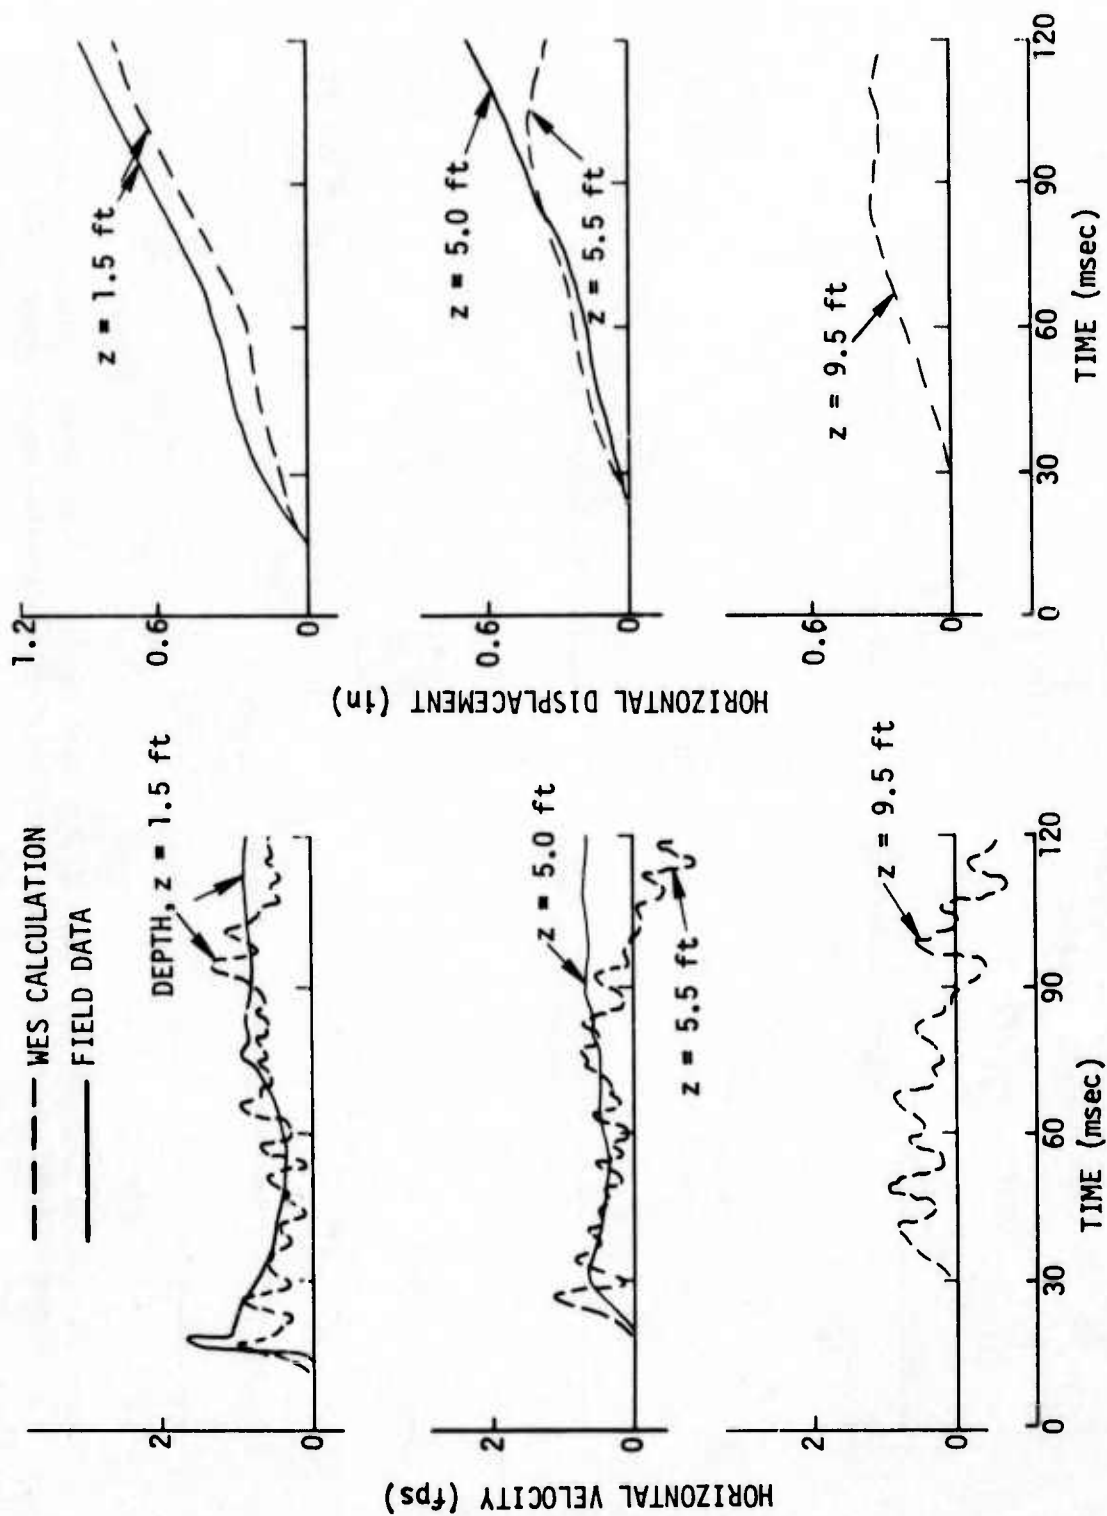 WES CALCULATION
FIELD DATA
HORIZONTAL VELOCITY (fps)
2
0
DEPTH, z = 1.5 ft
2
0
z = 5.0 ft
z = 5.5 ft
2
0
z = 9.5 ft
0
30
60
90
120
TIME (msec)
HORIZONTAL DISPLACEMENT (in)
1.2
0.6
0
z = 1.5 ft
0.6
0
z = 5.0 ft
z = 5.5 ft
0.6
0
z = 9.5 ft
0
30
60
90
120
TIME (msec)